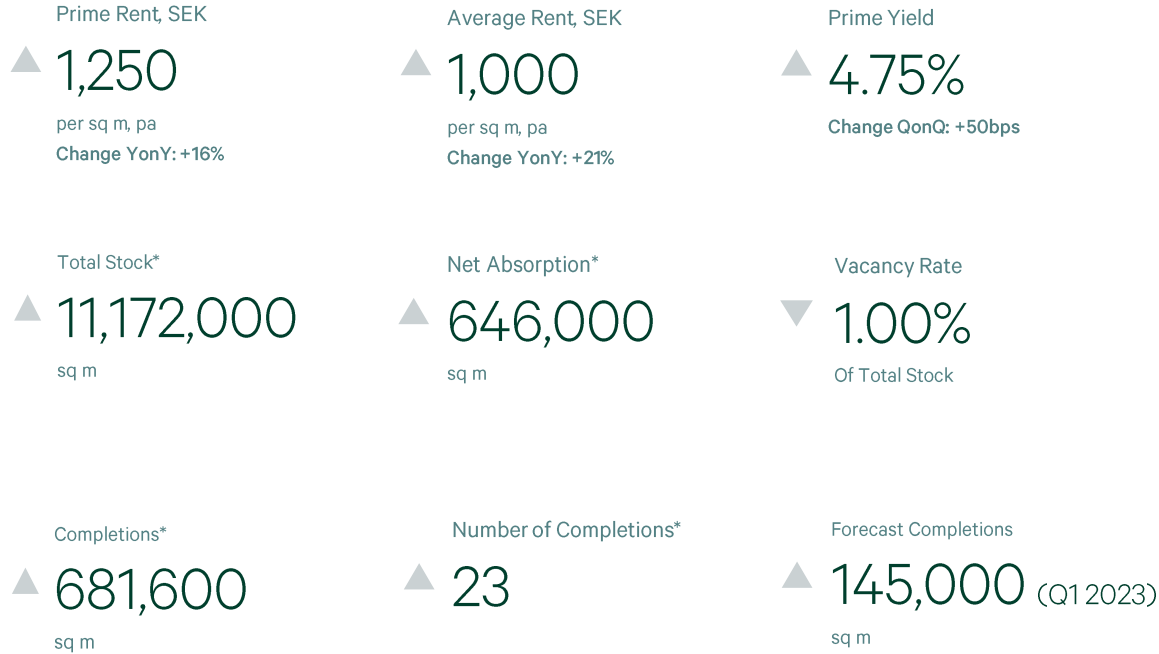 Prime Rent, SEK
1,250
per sq m, pa
Change YonY: +16%
Average Rent, SEK
1,000
per sq m, pa
Change YonY: +21%
Prime Yield
4.75%
Change QonQ: +50bps
Total Stock*
11,172,000
sq m
Net Absorption*
646,000
sq m
Vacancy Rate
1.00%
Of Total Stock
Completions*
681,600
sq m
Number of Completions*
23
Forecast Completions
145,000 (Q1 2023)
sq m